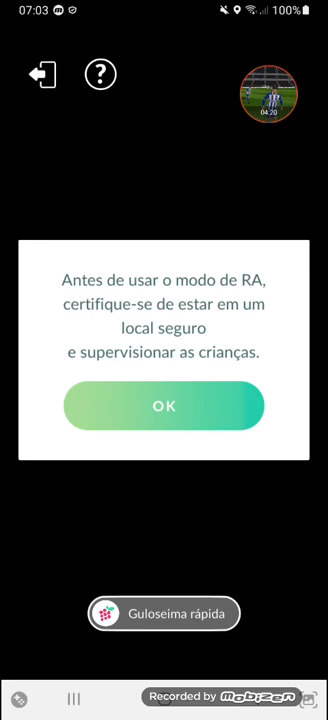 07:03
100%
04:20
Antes de usar o modo de RA,
certifique-se de estar em um
local seguro
e supervisionar as crianças.
OK
Guloseima rápida
Recorded by mobizen